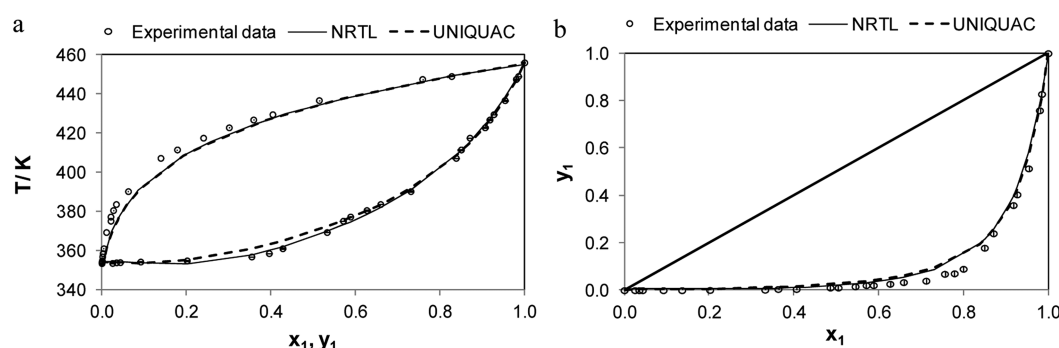 a
Experimental data NRTL UNIQUAC
460
440
420
400
380
360
340
0.0 0.2 0.4 0.6 0.8 1.0
T/ K
x₁, y₁
b
Experimental data NRTL UNIQUAC
1.0
0.8
0.6
0.4
0.2
0.0
0.0 0.2 0.4 0.6 0.8 1.0
y₁
x₁